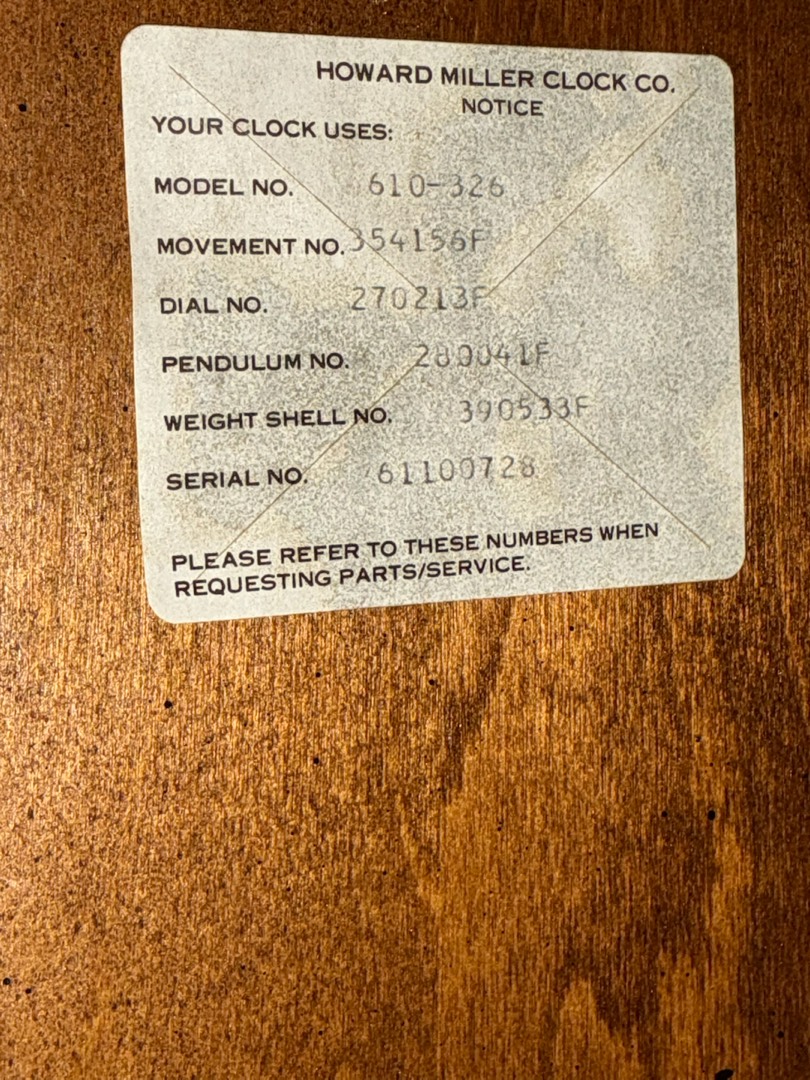 HOWARD MILLER CLOCK CO.
NOTICE
YOUR CLOCK USES:
MODEL NO. 610-326
MOVEMENT NO. 354156F
DIAL NO. 270213F
PENDULUM NO. 280041F
WEIGHT SHELL NO. 390533F
SERIAL NO. 61100728
PLEASE REFER TO THESE NUMBERS WHEN
REQUESTING PARTS/SERVICE.